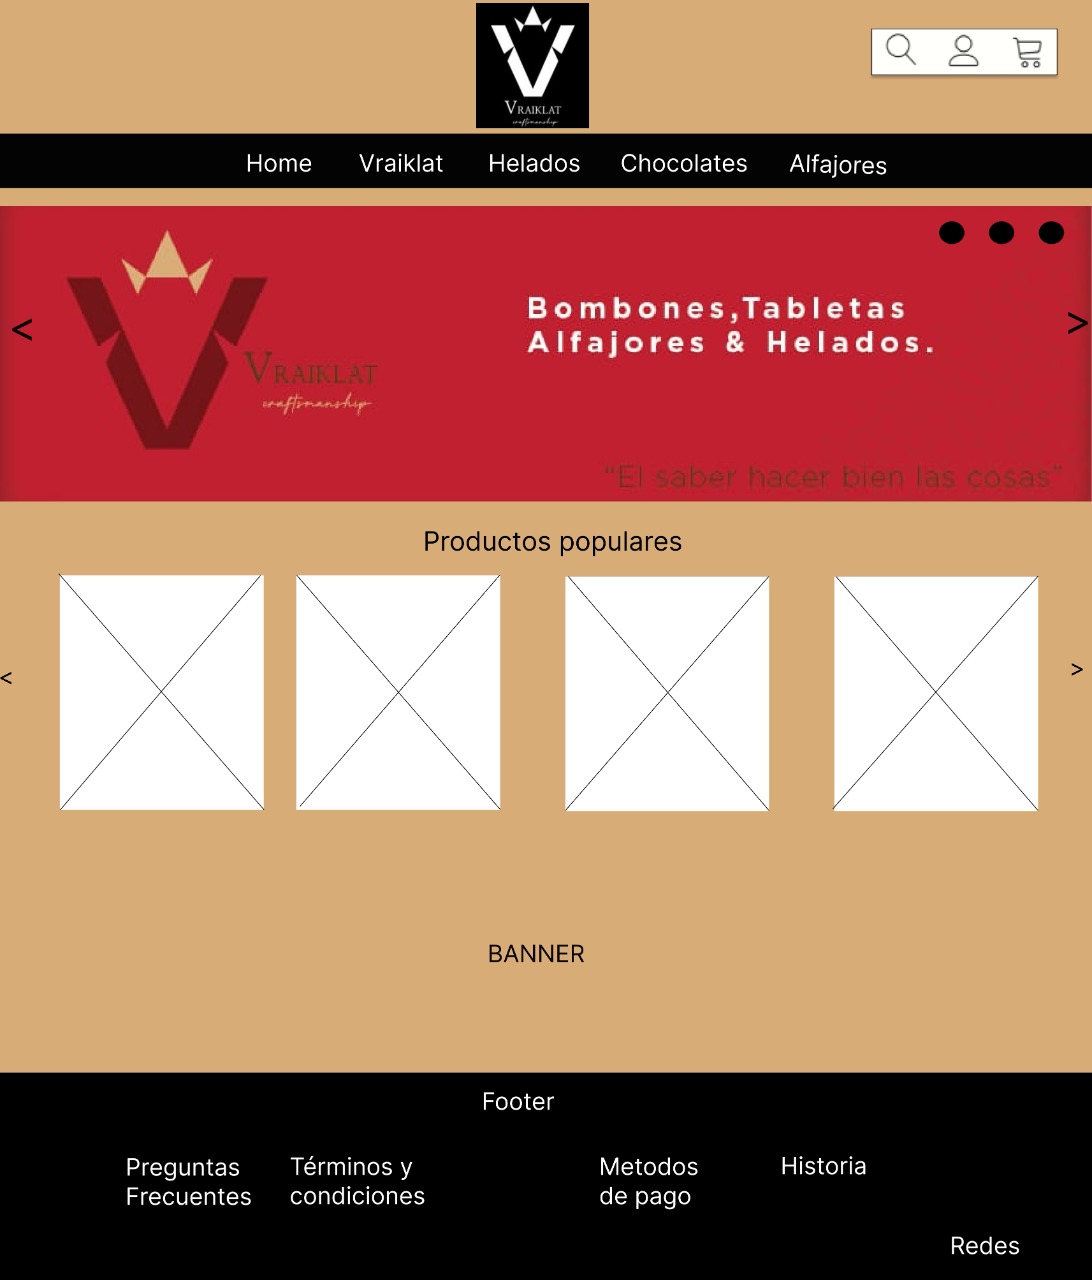 VRAIKLAT
craftsmanship
Home Vraiklat Helados Chocolates Alfajores
Bombones,Tabletas
Alfajores & Helados.
<
>
VRAIKLAT
craftsmanship
“El saber hacer bien las cosas”
Productos populares
<
>
BANNER
Footer
Preguntas
Frecuentes
Términos y
condiciones
Metodos
de pago
Historia
Redes